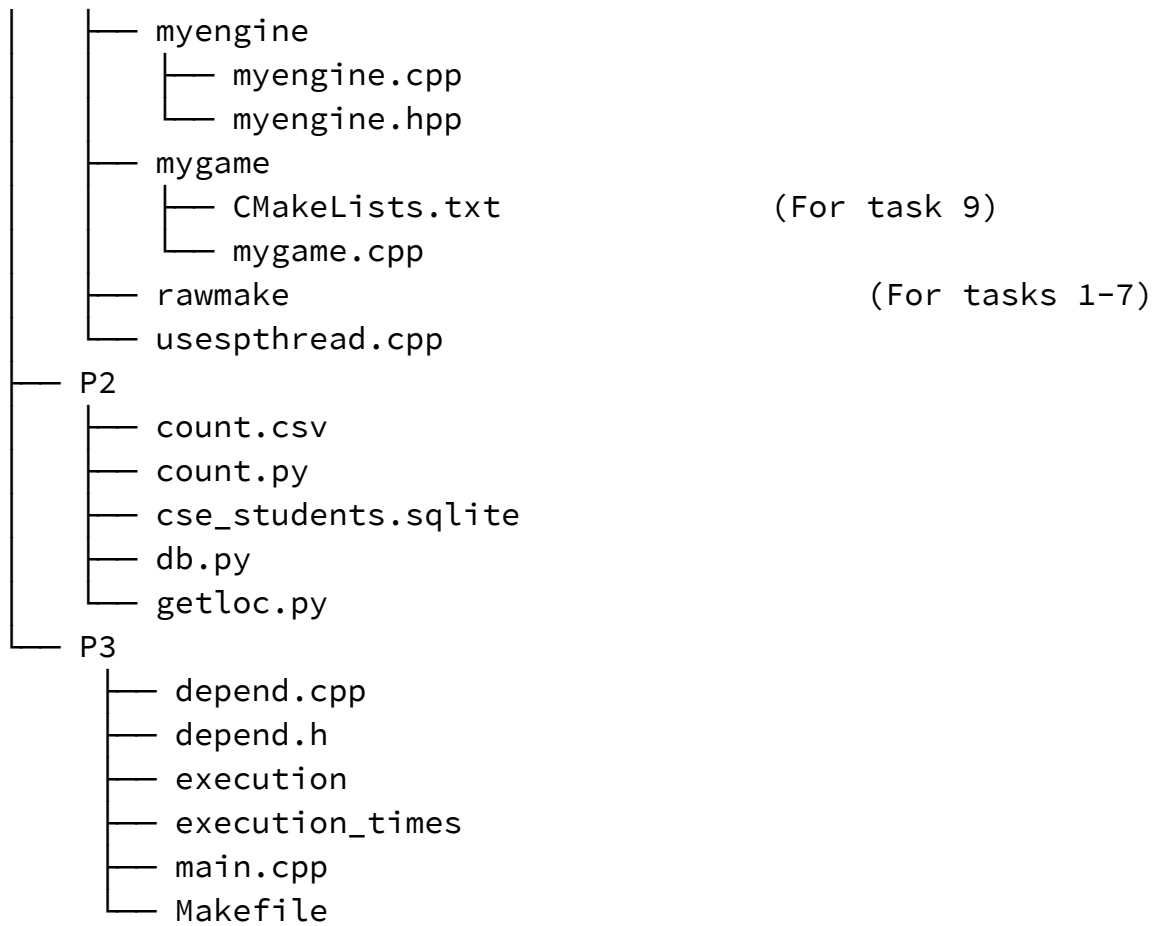 │   ├── myengine
│   │   ├── myengine.cpp
│   │   └── myengine.hpp
│   ├── mygame
│   │   ├── CMakeLists.txt (For task 9)
│   │   └── mygame.cpp
│   ├── rawmake (For tasks 1-7)
│   └── usespthread.cpp
├── P2
│   ├── count.csv
│   ├── count.py
│   ├── cse_students.sqlite
│   ├── db.py
│   └── getloc.py
└── P3
    ├── depend.cpp
    ├── depend.h
    ├── execution
    ├── execution_times
    ├── main.cpp
    └── Makefile